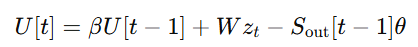 U[t] = βU[t − 1] + Wz_t − S_out[t − 1]θ